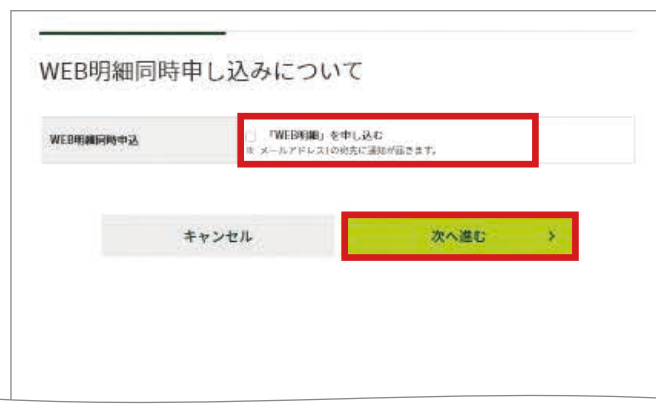 WEB明細同時申し込みについて
WEB明細同時申込
「WEB明細」を申し込む
※ メールアドレス1の宛先に通知が届きます。
キャンセル
次へ進む